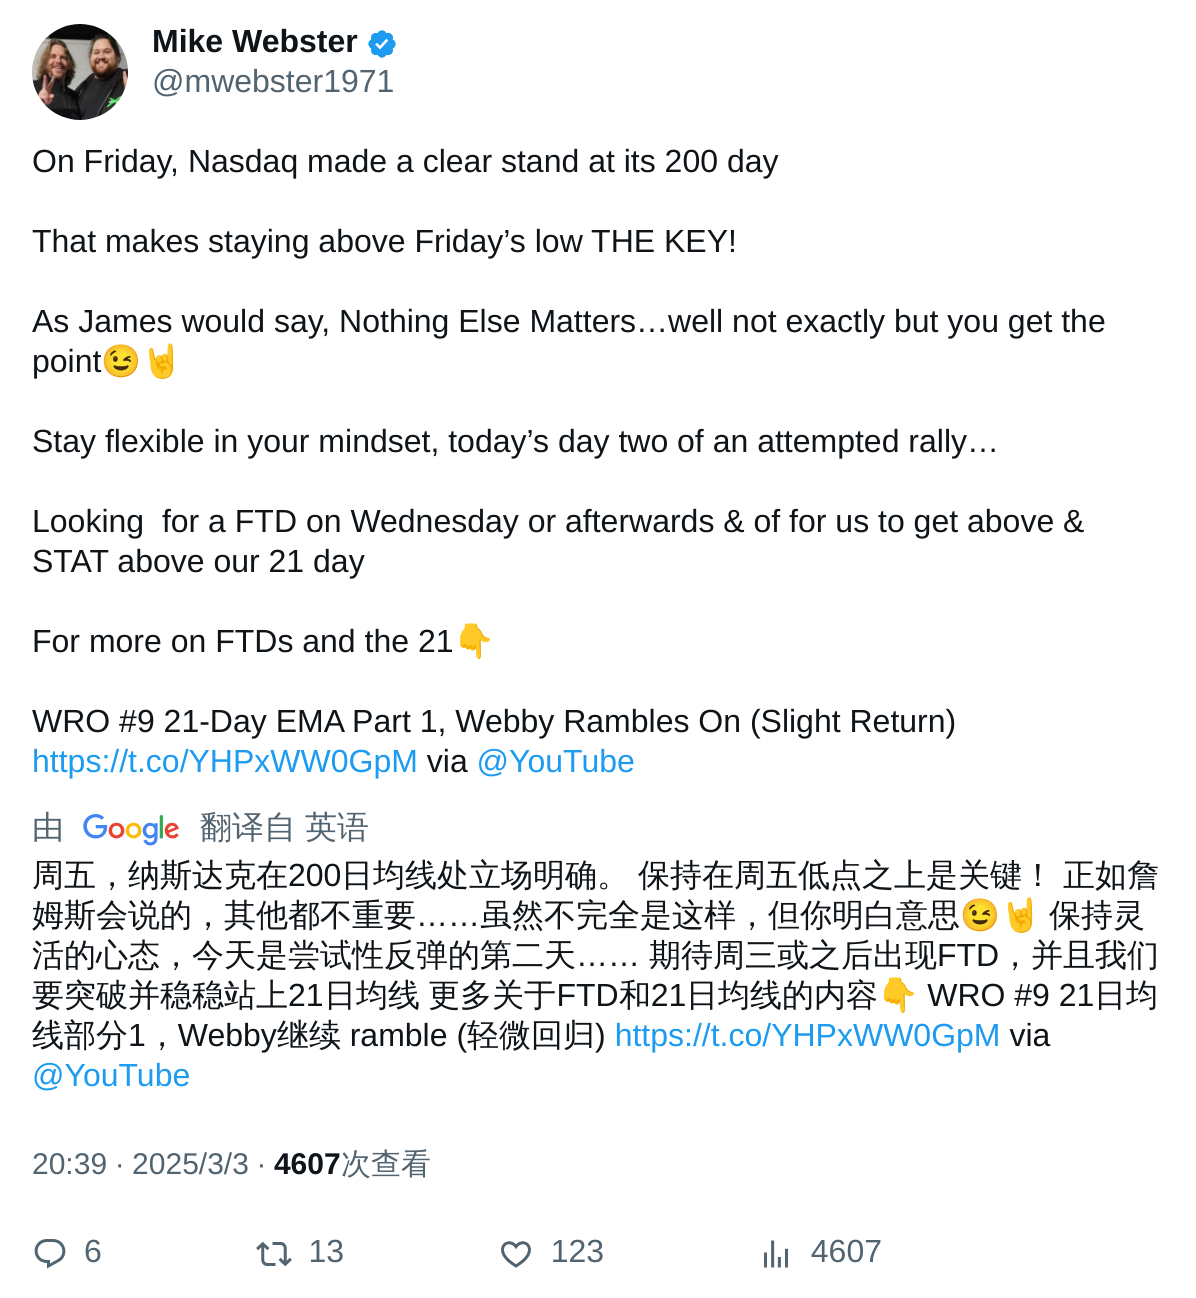 Mike Webster
@mwebster1971
On Friday, Nasdaq made a clear stand at its 200 day
That makes staying above Friday’s low THE KEY!
As James would say, Nothing Else Matters…well not exactly but you get the
point😉🤘
Stay flexible in your mindset, today’s day two of an attempted rally…
Looking  for a FTD on Wednesday or afterwards & of for us to get above &
STAT above our 21 day
For more on FTDs and the 21👇
WRO #9 21-Day EMA Part 1, Webby Rambles On (Slight Return)
https://t.co/YHPxWW0GpM via @YouTube
由 Google 翻译自 英语
周五，纳斯达克在200日均线处立场明确。 保持在周五低点之上是关键！ 正如詹
姆斯会说的，其他都不重要……虽然不完全是这样，但你明白意思😉🤘 保持灵
活的心态，今天是尝试性反弹的第二天…… 期待周三或之后出现FTD，并且我们
要突破并稳稳站上21日均线 更多关于FTD和21日均线的内容👇 WRO #9 21日均
线部分1，Webby继续 ramble (轻微回归) https://t.co/YHPxWW0GpM via
@YouTube
20:39 · 2025/3/3 · 4607次查看
6 13 123 4607